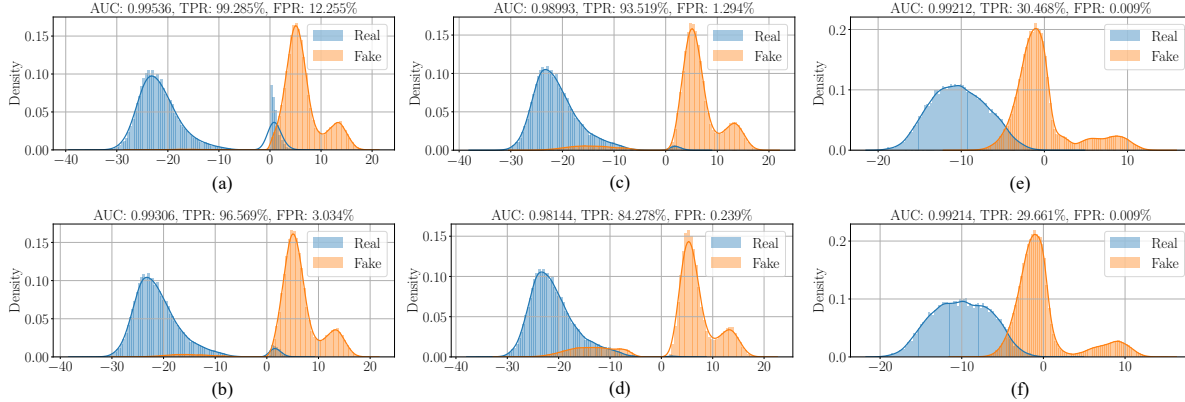 AUC: 0.99536, TPR: 99.285%, FPR: 12.255%
Density
0.15
0.10
0.05
0.00
Real
Fake
−40 −30 −20 −10 0 10 20
(a)
AUC: 0.98993, TPR: 93.519%, FPR: 1.294%
Density
0.15
0.10
0.05
0.00
Real
Fake
−40 −30 −20 −10 0 10 20
(c)
AUC: 0.99212, TPR: 30.468%, FPR: 0.009%
Density
0.2
0.1
0.0
Real
Fake
−20 −10 0 10
(e)
AUC: 0.99306, TPR: 96.569%, FPR: 3.034%
Density
0.15
0.10
0.05
0.00
Real
Fake
−40 −30 −20 −10 0 10 20
(b)
AUC: 0.98144, TPR: 84.278%, FPR: 0.239%
Density
0.15
0.10
0.05
0.00
Real
Fake
−40 −30 −20 −10 0 10 20
(d)
AUC: 0.99214, TPR: 29.661%, FPR: 0.009%
Density
0.2
0.1
0.0
Real
Fake
−20 −10 0 10
(f)